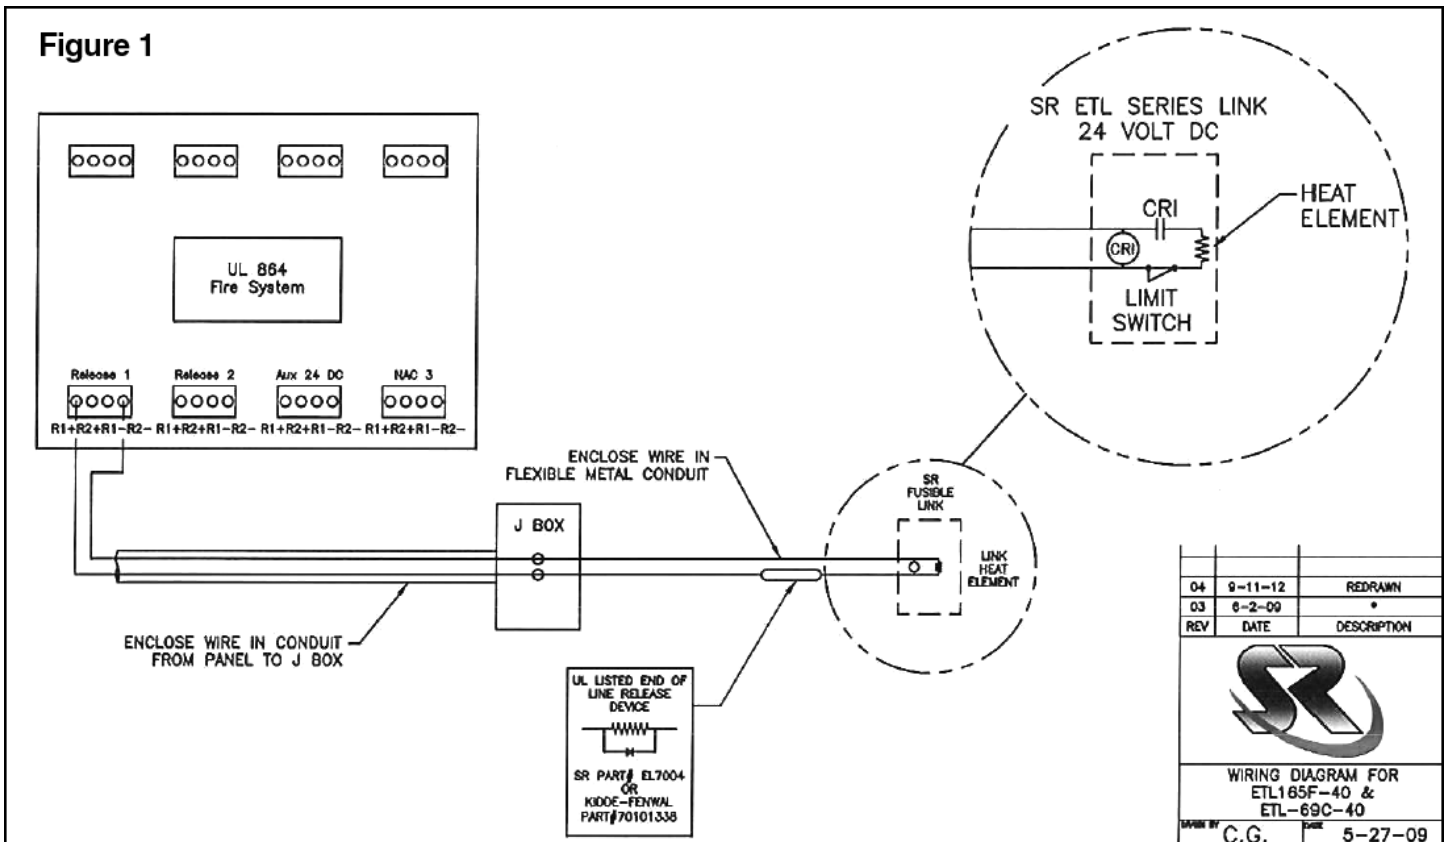 Figure 1
SR ETL SERIES LINK
24 VOLT DC
CRI
CRI
HEAT
ELEMENT
LIMIT
SWITCH
UL 864
Fire System
Release 1
Release 2
Aux 24 DC
NAC 3
R1+R2+R1-R2-
R1+R2+R1-R2-
R1+R2+R1-R2-
R1+R2+R1-R2-
ENCLOSE WIRE IN
FLEXIBLE METAL CONDUIT
J BOX
SR
FUSIBLE
LINK
LINK
HEAT
ELEMENT
ENCLOSE WIRE IN CONDUIT
FROM PANEL TO J BOX
UL LISTED END OF
LINE RELEASE
DEVICE
SR PART# EL7004
OR
KIDDE-FENWAL
PART#70101338
04 9-11-12 REDRAWN
03 6-2-09 *
REV DATE DESCRIPTION
SR
WIRING DIAGRAM FOR
ETL165F-40 &
ETL-69C-40
DRAWN BY C.G. DATE 5-27-09